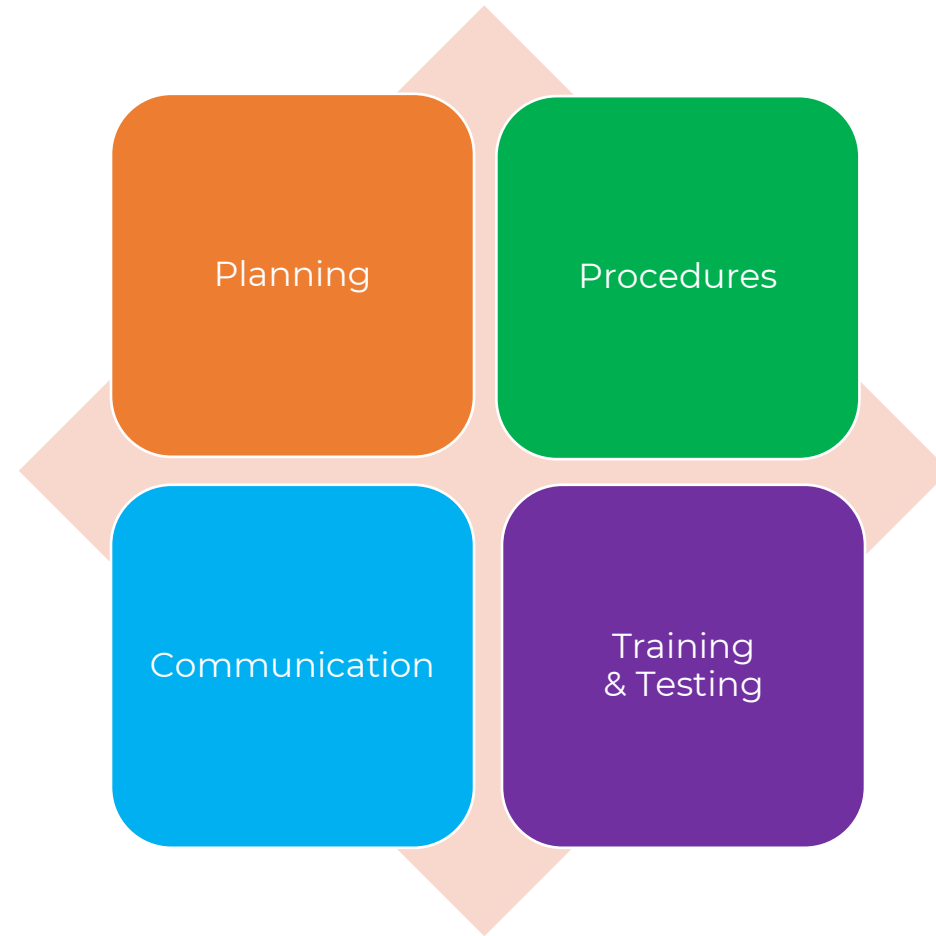 Planning
Procedures
Communication
Training
& Testing